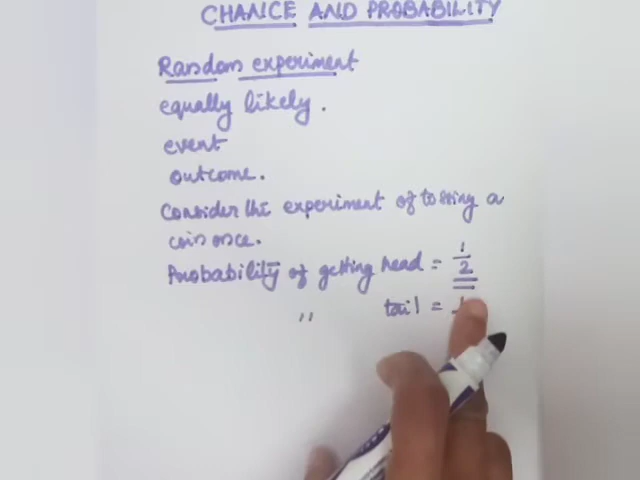 CHANCE AND PROBABILITY
Random experiment
equally likely.
event
outcome.
Consider the experiment of tossing a
coin once.
Probability of getting head = 1/2
,, tail =